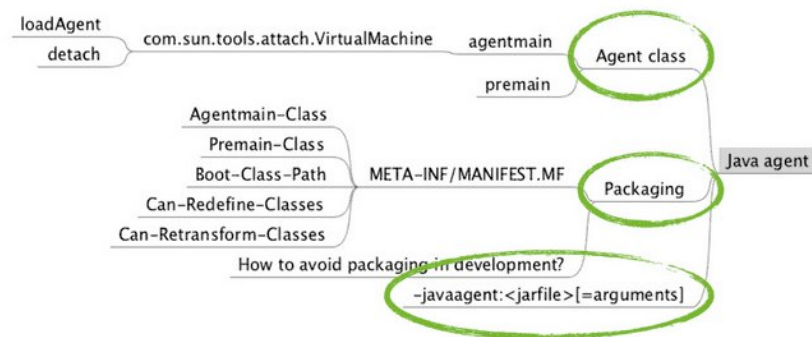 loadAgent
detach
com.sun.tools.attach.VirtualMachine
agentmain
premain
Agent class
Agentmain-Class
Premain-Class
Boot-Class-Path
Can-Redefine-Classes
Can-Retransform-Classes
META-INF/MANIFEST.MF
Packaging
Java agent
How to avoid packaging in development?
-javaagent:<jarfile>[=arguments]